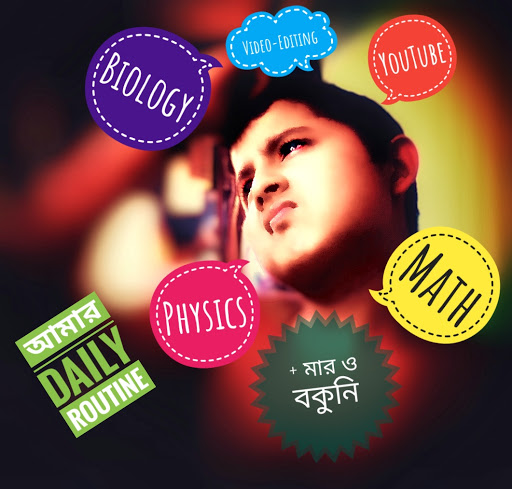 Video-Editing
YouTube
Biology
Math
Physics
আমার
DAILY
ROUTINE
+ মার ও
বকুনি